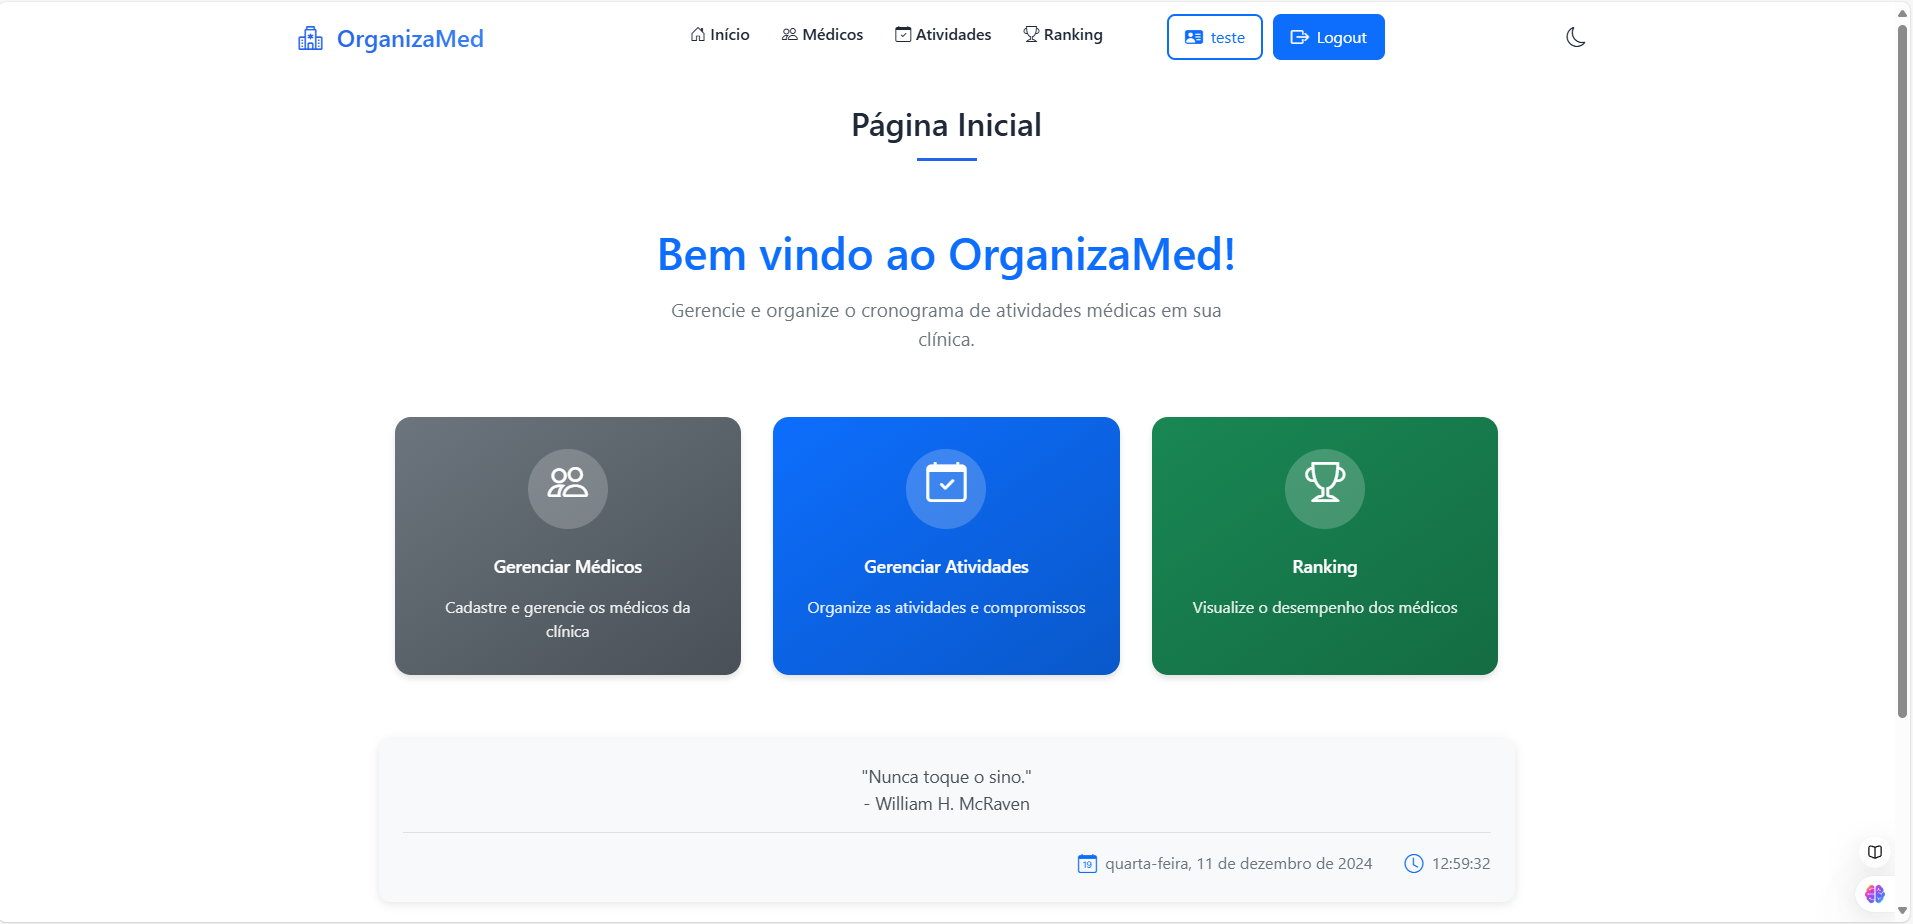 OrganizaMed
Início
Médicos
Atividades
Ranking
teste
Logout
Página Inicial
Bem vindo ao OrganizaMed!
Gerencie e organize o cronograma de atividades médicas em sua
clínica.
Gerenciar Médicos
Cadastre e gerencie os médicos da
clínica
Gerenciar Atividades
Organize as atividades e compromissos
Ranking
Visualize o desempenho dos médicos
"Nunca toque o sino."
- William H. McRaven
19
quarta-feira, 11 de dezembro de 2024
12:59:32